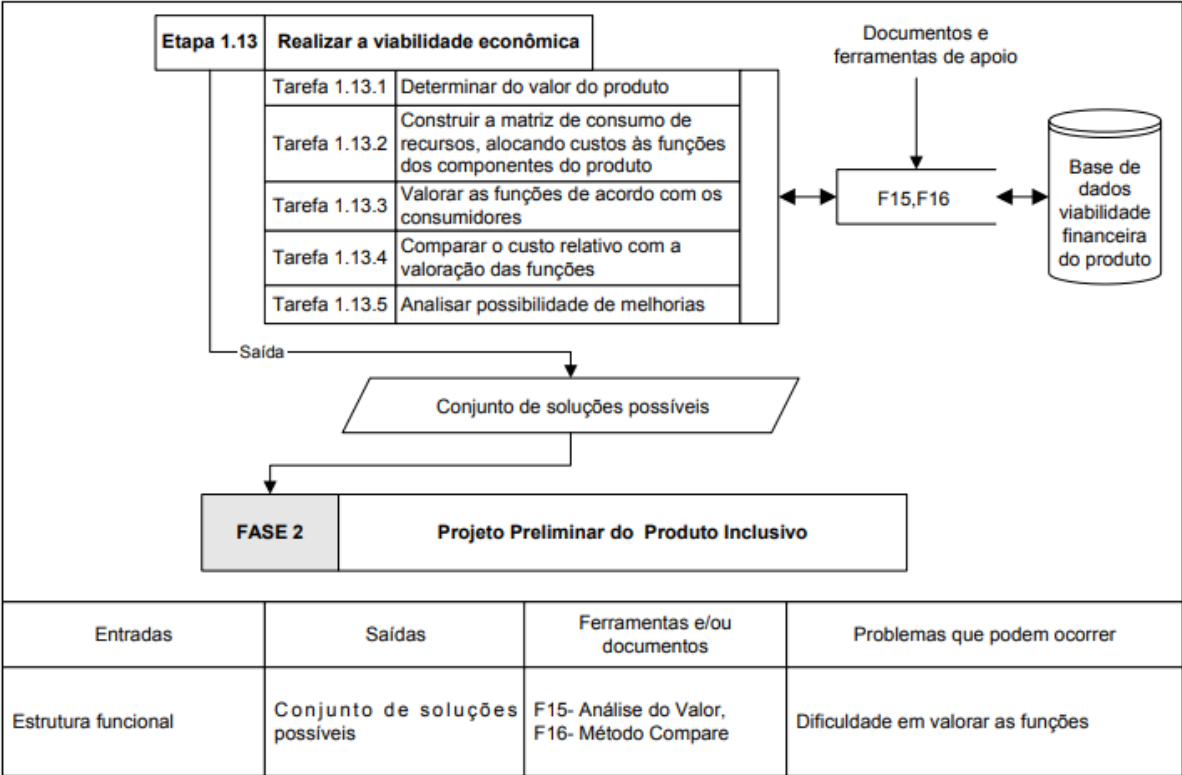 Etapa 1.13
Realizar a viabilidade econômica
Tarefa 1.13.1
Determinar do valor do produto
Tarefa 1.13.2
Construir a matriz de consumo de
recursos, alocando custos às funções
dos componentes do produto
Tarefa 1.13.3
Valorar as funções de acordo com os
consumidores
Tarefa 1.13.4
Comparar o custo relativo com a
valoração das funções
Tarefa 1.13.5
Analisar possibilidade de melhorias
Documentos e
ferramentas de apoio
F15,F16
Base de
dados
viabilidade
financeira
do produto
Saída
Conjunto de soluções possíveis
FASE 2
Projeto Preliminar do Produto Inclusivo
Entradas
Saídas
Ferramentas e/ou
documentos
Problemas que podem ocorrer
Estrutura funcional
Conjunto de soluções
possíveis
F15- Análise do Valor,
F16- Método Compare
Dificuldade em valorar as funções